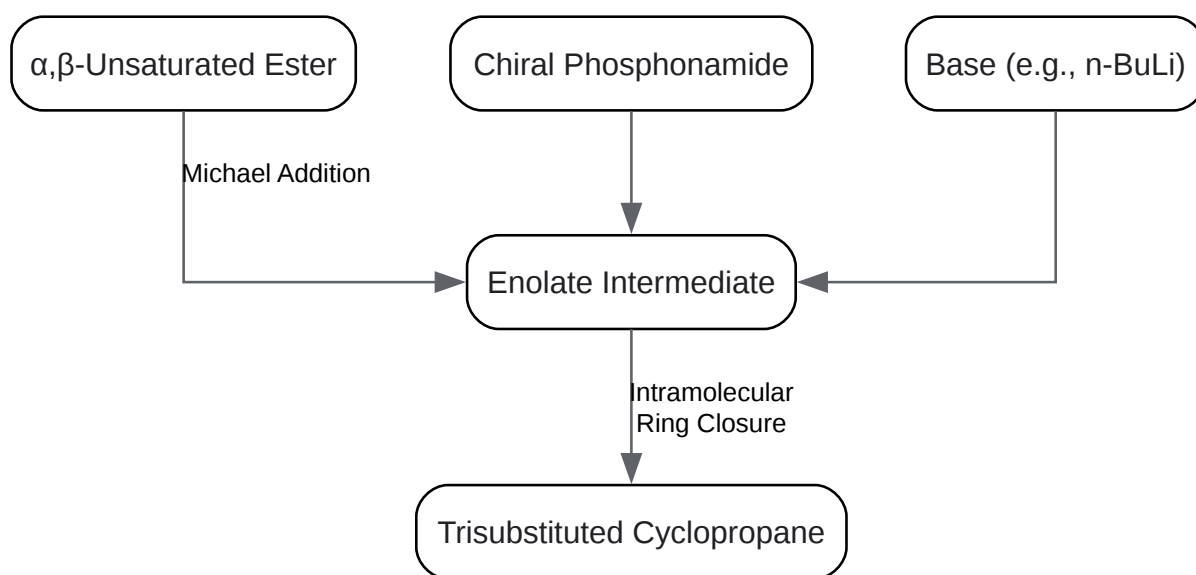 α,β-Unsaturated Ester
Chiral Phosphonamide
Base (e.g., n-BuLi)
Michael Addition
Enolate Intermediate
Intramolecular
Ring Closure
Trisubstituted Cyclopropane